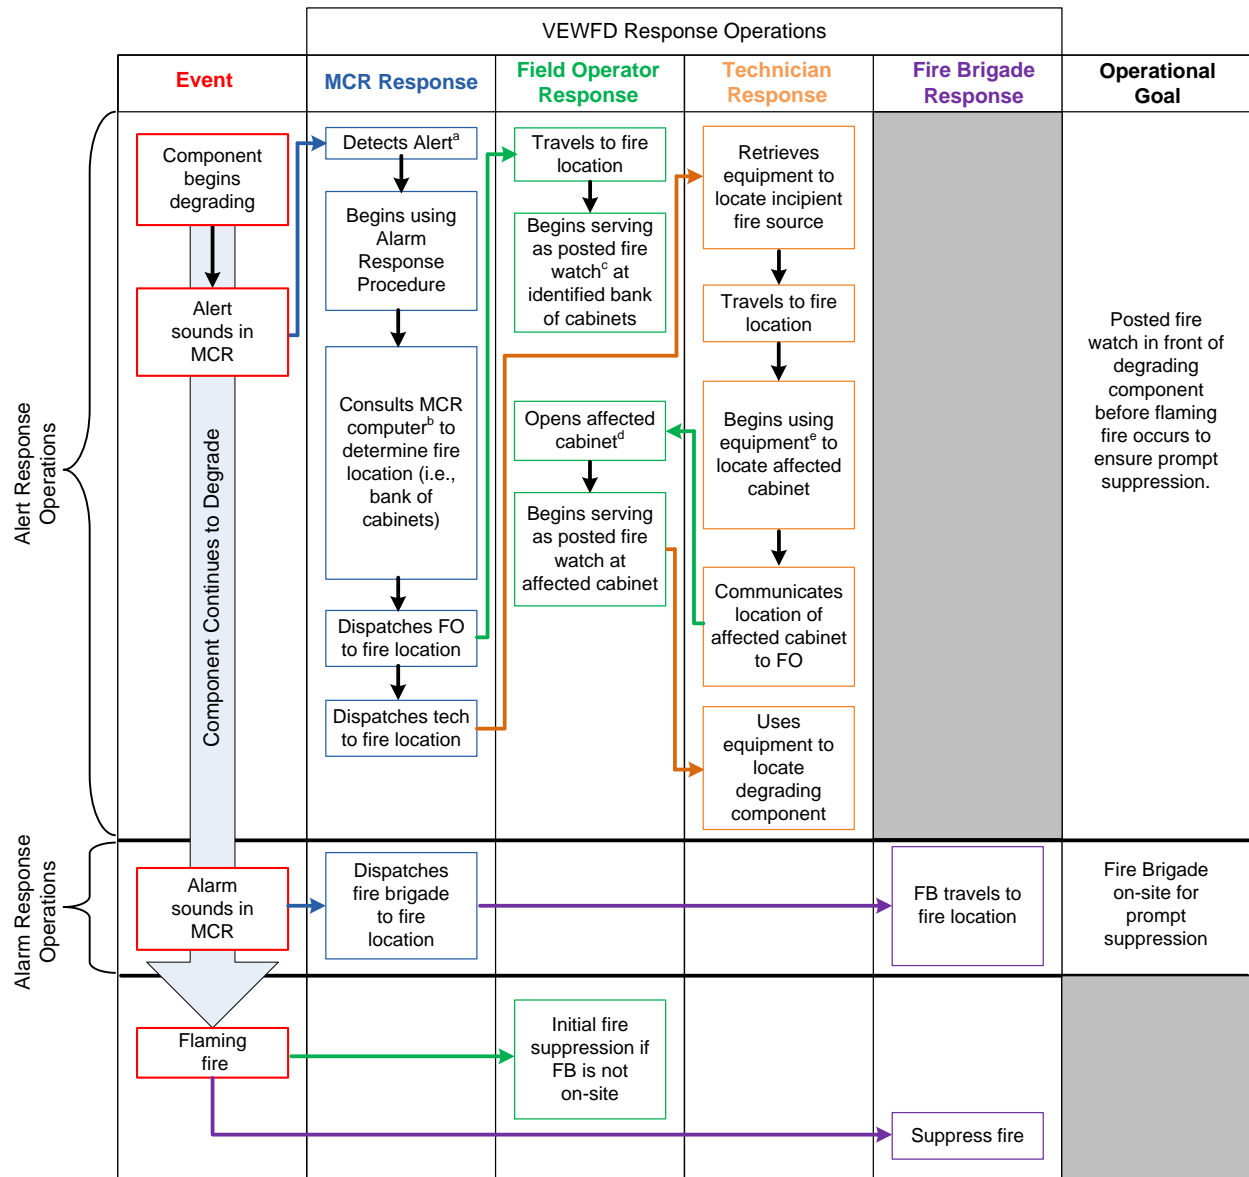 VEWFD Response Operations
Event
MCR Response
Field Operator
Response
Technician
Response
Fire Brigade
Response
Operational
Goal
Alert Response
Operations
Component
begins
degrading
Alert
sounds in
MCR
Component Continues to Degrade
Detects Alertᵃ
Begins using
Alarm
Response
Procedure
Consults MCR
computerᵇ to
determine fire
location (i.e.,
bank of
cabinets)
Dispatches FO
to fire location
Dispatches tech
to fire location
Travels to fire
location
Begins serving
as posted fire
watchᶜ at
identified bank
of cabinets
Opens affected
cabinetᵈ
Begins serving
as posted fire
watch at
affected cabinet
Retrieves
equipment to
locate incipient
fire source
Travels to fire
location
Begins using
equipmentᵉ to
locate affected
cabinet
Communicates
location of
affected cabinet
to FO
Uses
equipment to
locate
degrading
component
Posted fire
watch in front of
degrading
component
before flaming
fire occurs to
ensure prompt
suppression.
Alarm Response
Operations
Alarm
sounds in
MCR
Dispatches
fire brigade
to fire
location
FB travels to
fire location
Fire Brigade
on-site for
prompt
suppression
Flaming
fire
Initial fire
suppression if
FB is not
on-site
Suppress fire